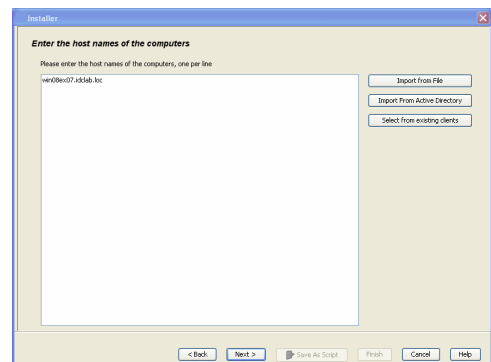 Installer
Enter the host names of the computers
Please enter the host names of the computers, one per line
win08ex07.idclab.loc
Import from File
Import From Active Directory
Select from existing clients
< Back Next > Save As Script Finish Cancel Help